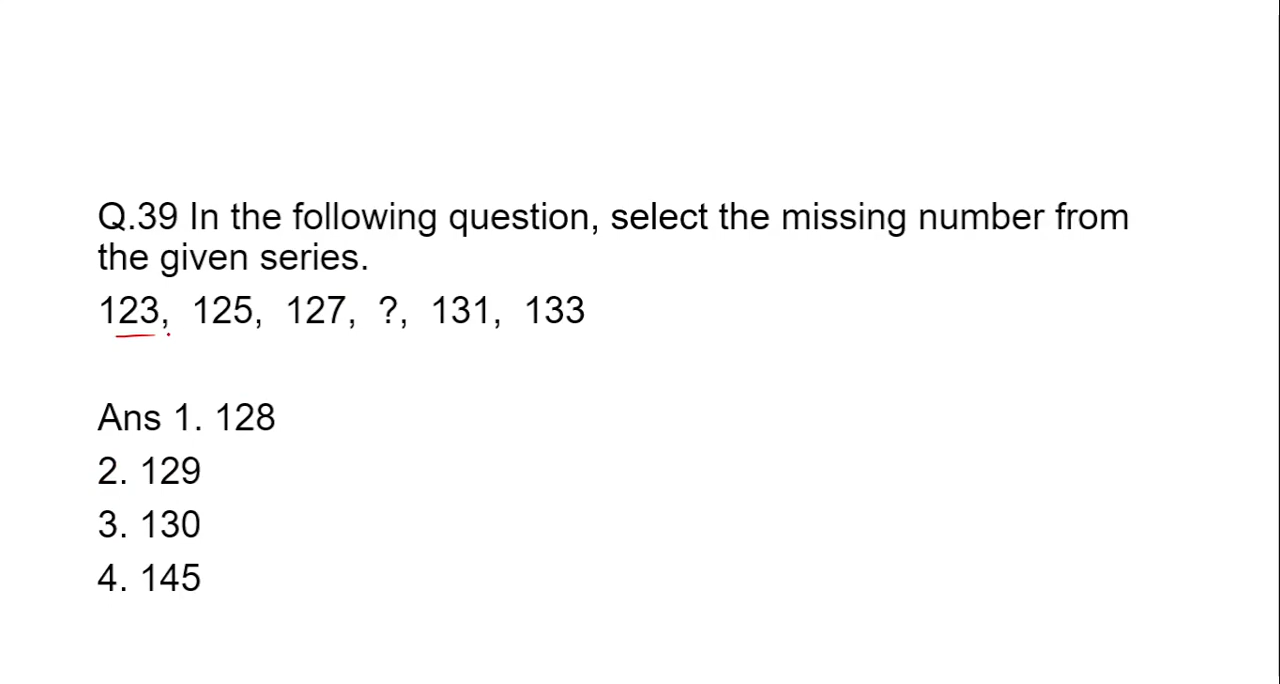 Q.39 In the following question, select the missing number from
the given series.
123, 125, 127, ?, 131, 133
Ans 1. 128
2. 129
3. 130
4. 145